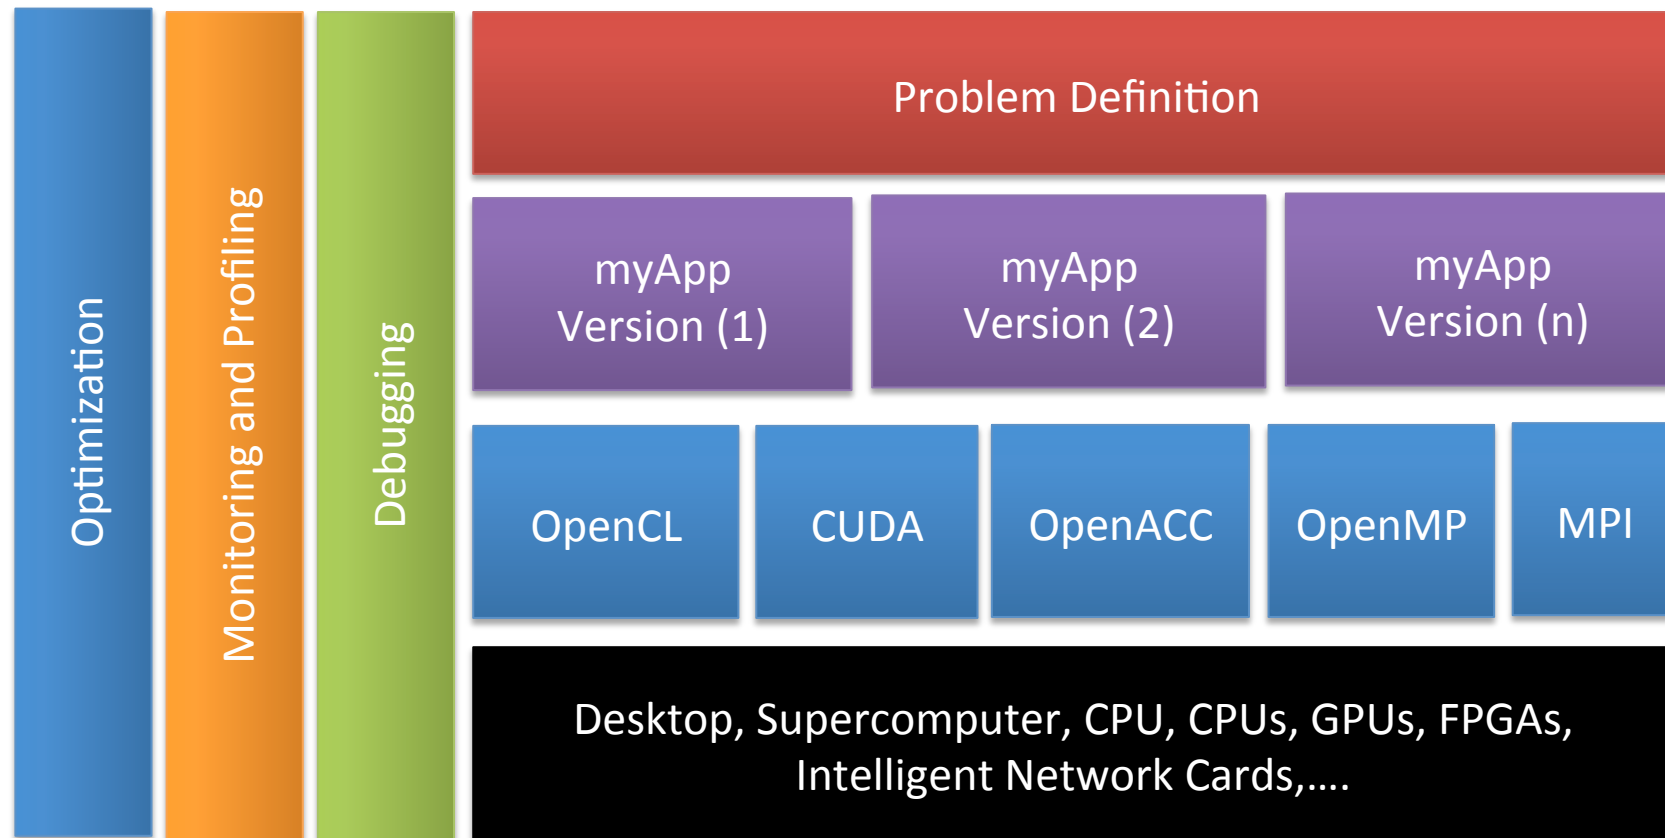 Optimization
Monitoring and Profiling
Debugging
Problem Definition
myApp
Version (1)
myApp
Version (2)
myApp
Version (n)
OpenCL
CUDA
OpenACC
OpenMP
MPI
Desktop, Supercomputer, CPU, CPUs, GPUs, FPGAs,
Intelligent Network Cards,....